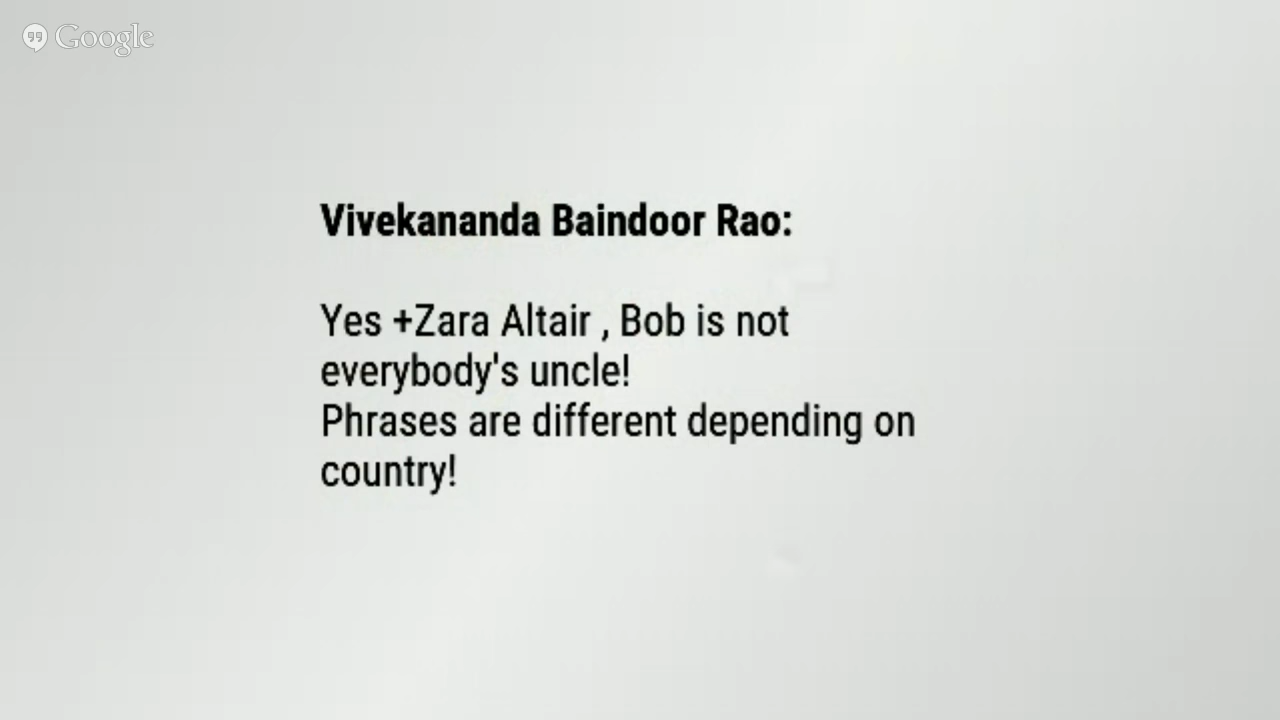 Google
Vivekananda Baindoor Rao:
Yes +Zara Altair , Bob is not
everybody's uncle!
Phrases are different depending on
country!